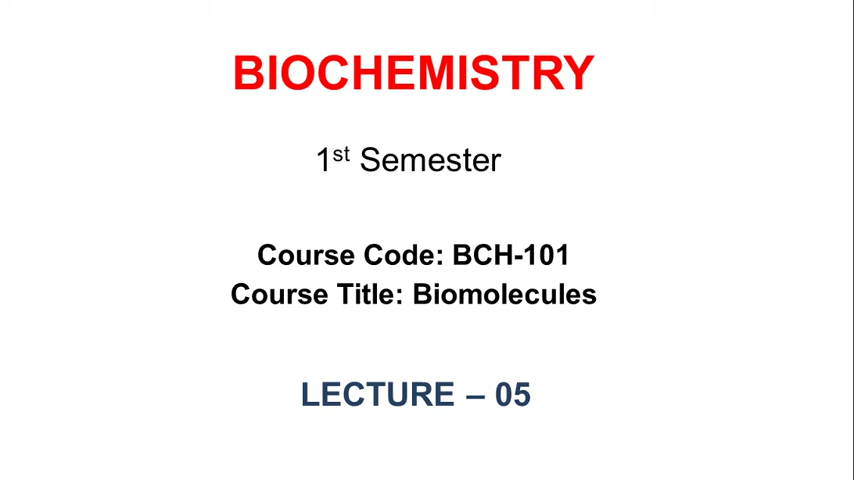 BIOCHEMISTRY
1st Semester
Course Code: BCH-101
Course Title: Biomolecules
LECTURE – 05